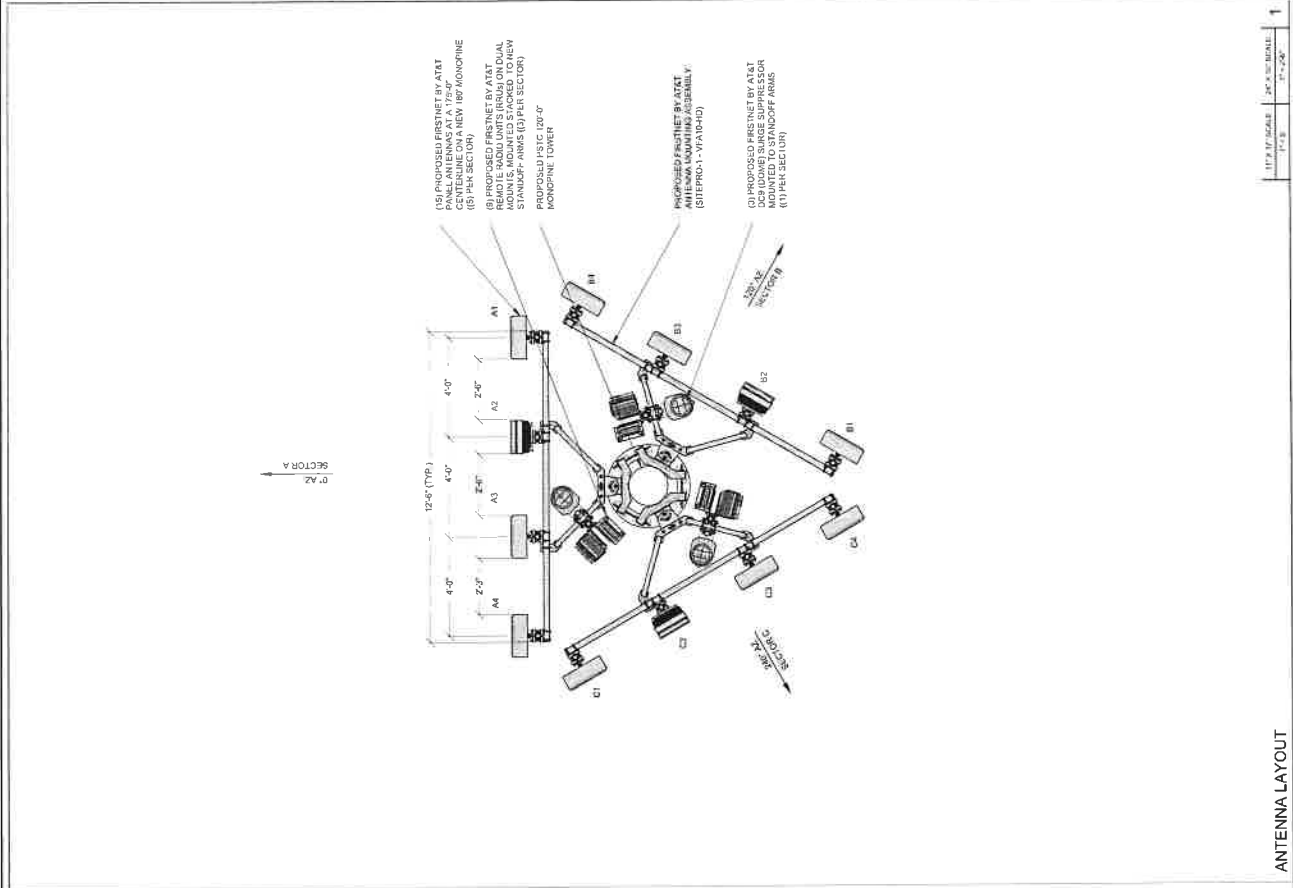 (15) PROPOSED FIRSTNET BY AT&T
PANEL ANTENNAS AT A 175'-0"
CENTERLINE ON A NEW 180' MONOPINE
((5) PER SECTOR)
(9) PROPOSED FIRSTNET BY AT&T
REMOTE RADIO UNITS (RRUs) ON DUAL
MOUNTS, MOUNTED STACKED TO NEW
STANDOFF ARMS ((3) PER SECTOR)
PROPOSED PSTC 120'-0"
MONOPINE TOWER
PROPOSED FIRSTNET BY AT&T
ANTENNA MOUNTING ASSEMBLY
(SITEPRO-1 - VFA10-HD)
(3) PROPOSED FIRSTNET BY AT&T
DC9 (DOME) SURGE SUPPRESSOR
MOUNTED TO STANDOFF ARMS
((1) PER SECTOR)
0° AZ.
SECTOR A
12'-6" (TYP.)
4'-0"
4'-0"
4'-0"
2'-3"
2'-6"
2'-6"
A4
A3
A2
A1
B4
B3
B2
B1
120° AZ.
SECTOR B
C1
C2
C3
C4
240° AZ.
SECTOR C
ANTENNA LAYOUT
11" X 17" SCALE:
24" X 36" SCALE:
1